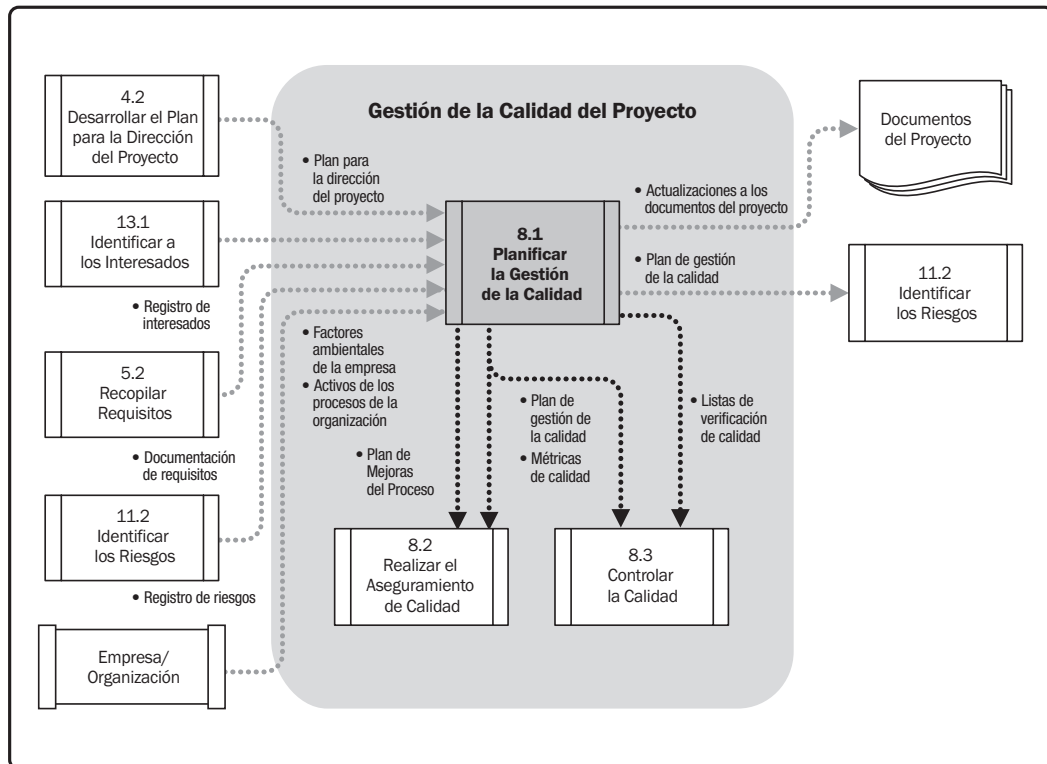 Gestión de la Calidad del Proyecto
4.2
Desarrollar el Plan
para la Dirección
del Proyecto
13.1
Identificar a
los Interesados
• Registro de
interesados
5.2
Recopilar
Requisitos
• Documentación
de requisitos
11.2
Identificar
los Riesgos
• Registro de riesgos
Empresa/
Organización
• Plan para
la dirección
del proyecto
• Factores
ambientales
de la empresa
• Activos de los
procesos de la
organización
8.1
Planificar
la Gestión
de la Calidad
• Actualizaciones a los
documentos del proyecto
• Plan de gestión
de la calidad
Documentos
del Proyecto
11.2
Identificar
los Riesgos
• Plan de
Mejoras
del Proceso
• Plan de
gestión de
la calidad
• Métricas
de calidad
• Listas de
verificación
de calidad
8.2
Realizar el
Aseguramiento
de Calidad
8.3
Controlar
la Calidad